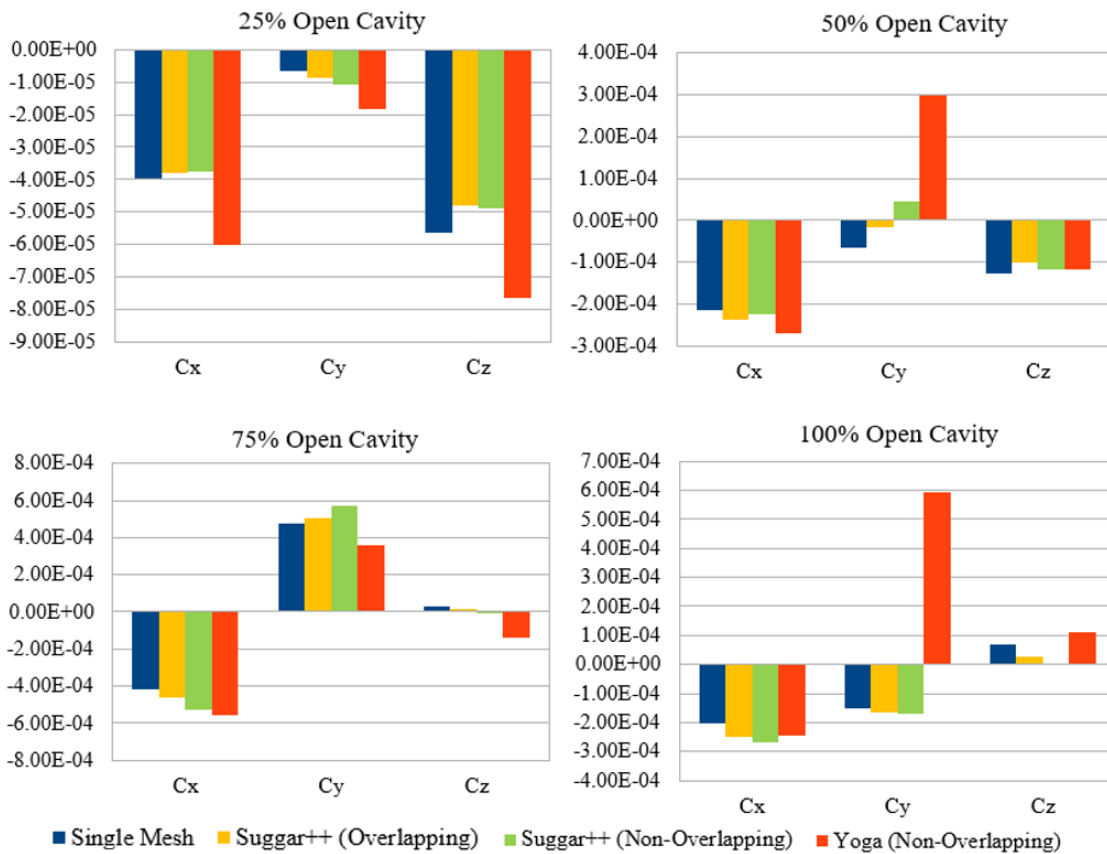 25% Open Cavity
0.00E+00
-1.00E-05
-2.00E-05
-3.00E-05
-4.00E-05
-5.00E-05
-6.00E-05
-7.00E-05
-8.00E-05
-9.00E-05
Cx Cy Cz
50% Open Cavity
4.00E-04
3.00E-04
2.00E-04
1.00E-04
0.00E+00
-1.00E-04
-2.00E-04
-3.00E-04
Cx Cy Cz
75% Open Cavity
8.00E-04
6.00E-04
4.00E-04
2.00E-04
0.00E+00
-2.00E-04
-4.00E-04
-6.00E-04
-8.00E-04
Cx Cy Cz
100% Open Cavity
7.00E-04
6.00E-04
5.00E-04
4.00E-04
3.00E-04
2.00E-04
1.00E-04
0.00E+00
-1.00E-04
-2.00E-04
-3.00E-04
-4.00E-04
Cx Cy Cz
Single Mesh Suggar++ (Overlapping) Suggar++ (Non-Overlapping) Yoga (Non-Overlapping)